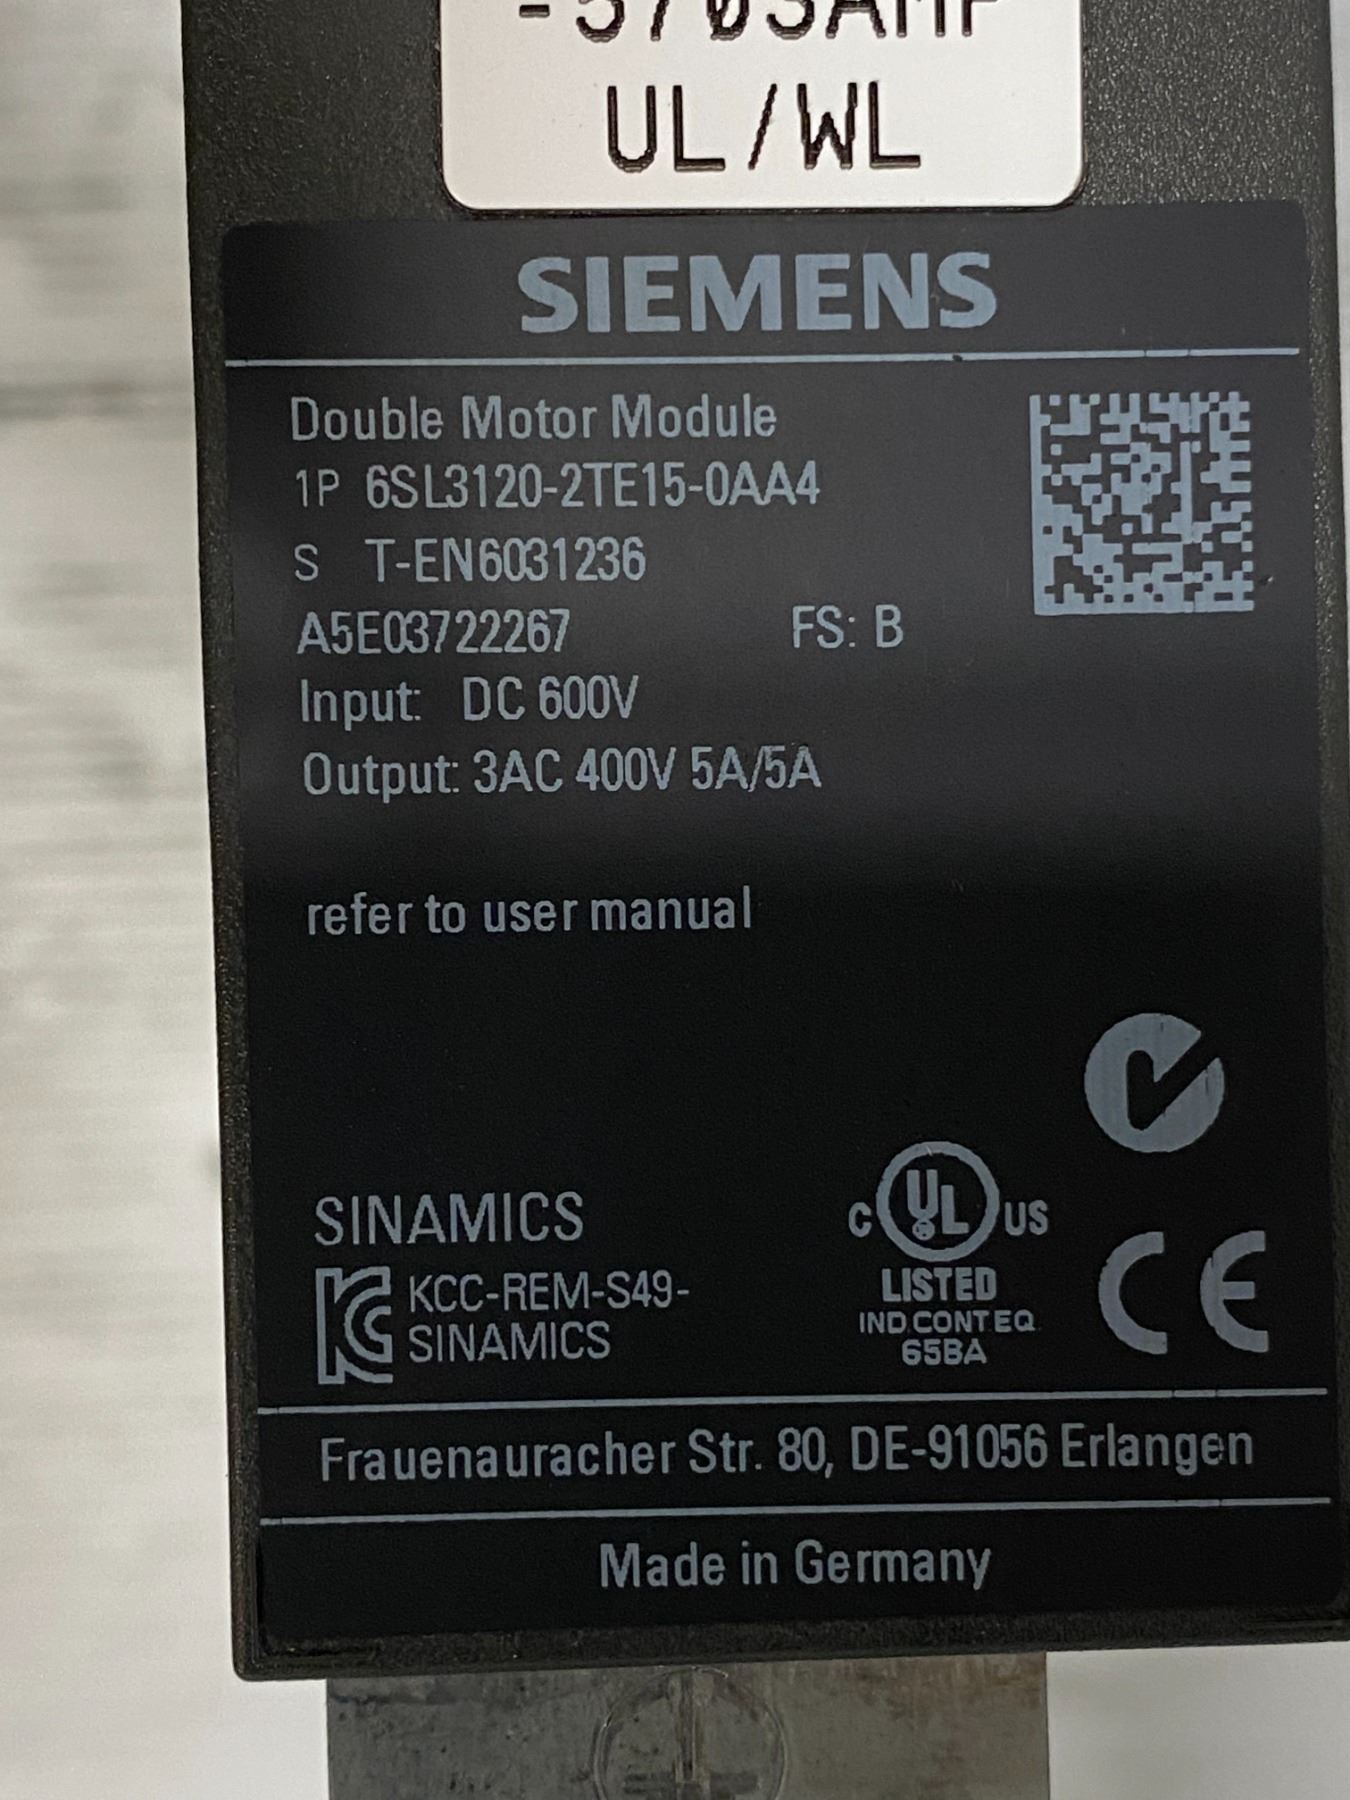 UL/WL
SIEMENS
Double Motor Module
1P 6SL3120-2TE15-0AA4
S T-EN6031236
A5E03722267 FS: B
Input: DC 600V
Output: 3AC 400V 5A/5A
refer to user manual
SINAMICS
KCC-REM-S49-
SINAMICS
C UL US
LISTED
IND.CONT.EQ.
65BA
CE
Frauenauracher Str. 80, DE-91056 Erlangen
Made in Germany